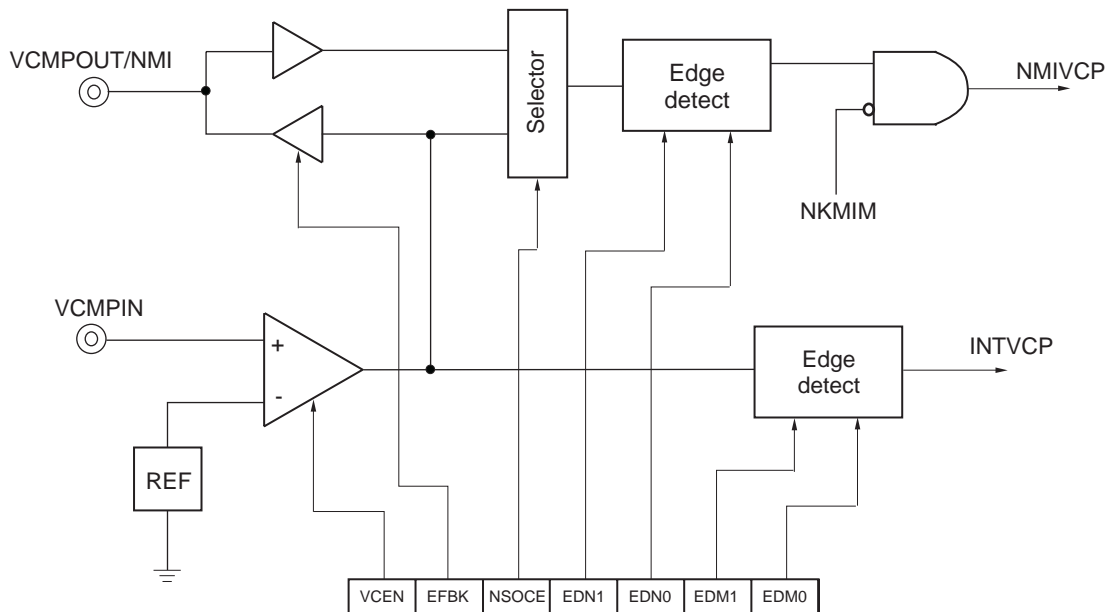 VCMPOUT/NMI
Selector
Edge
detect
NMIVCP
NKMIM
VCMPIN
+
-
REF
Edge
detect
INTVCP
VCEN EFBK NSOCE EDN1 EDN0 EDM1 EDM0